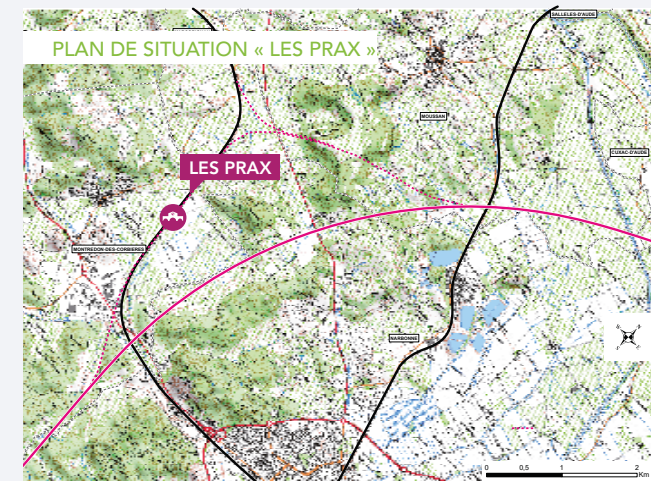 PLAN DE SITUATION « LES PRAX »
SALLELES-D'AUDE
MOUSSAN
CUXAC-D'AUDE
LES PRAX
MONTREDON-DES-CORBIERES
NARBONNE
0 0,5 1 2
Km